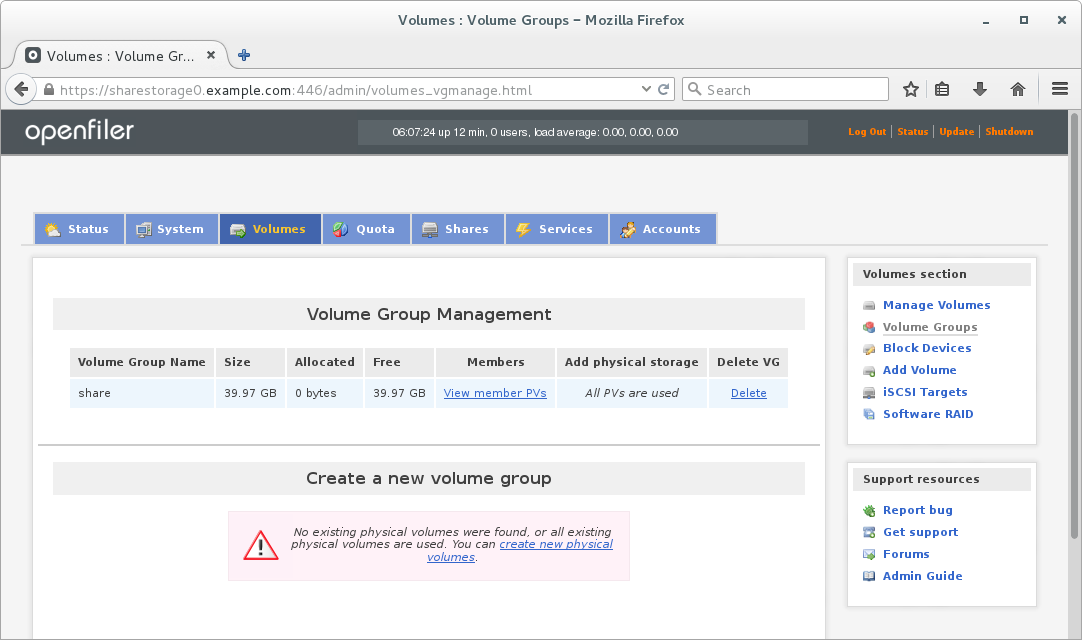 Volumes : Volume Groups – Mozilla Firefox
Volumes : Volume Gr...
https://sharestorage0.example.com:446/admin/volumes_vgmanage.html
Search
openfiler
06:07:24 up 12 min, 0 users, load average: 0.00, 0.00, 0.00
Log Out | Status | Update | Shutdown
Status System Volumes Quota Shares Services Accounts
Volume Group Management
Volume Group Name Size Allocated Free Members Add physical storage Delete VG
share 39.97 GB 0 bytes 39.97 GB View member PVs All PVs are used Delete
Create a new volume group
No existing physical volumes were found, or all existing
physical volumes are used. You can create new physical
volumes.
Volumes section
Manage Volumes
Volume Groups
Block Devices
Add Volume
iSCSI Targets
Software RAID
Support resources
Report bug
Get support
Forums
Admin Guide